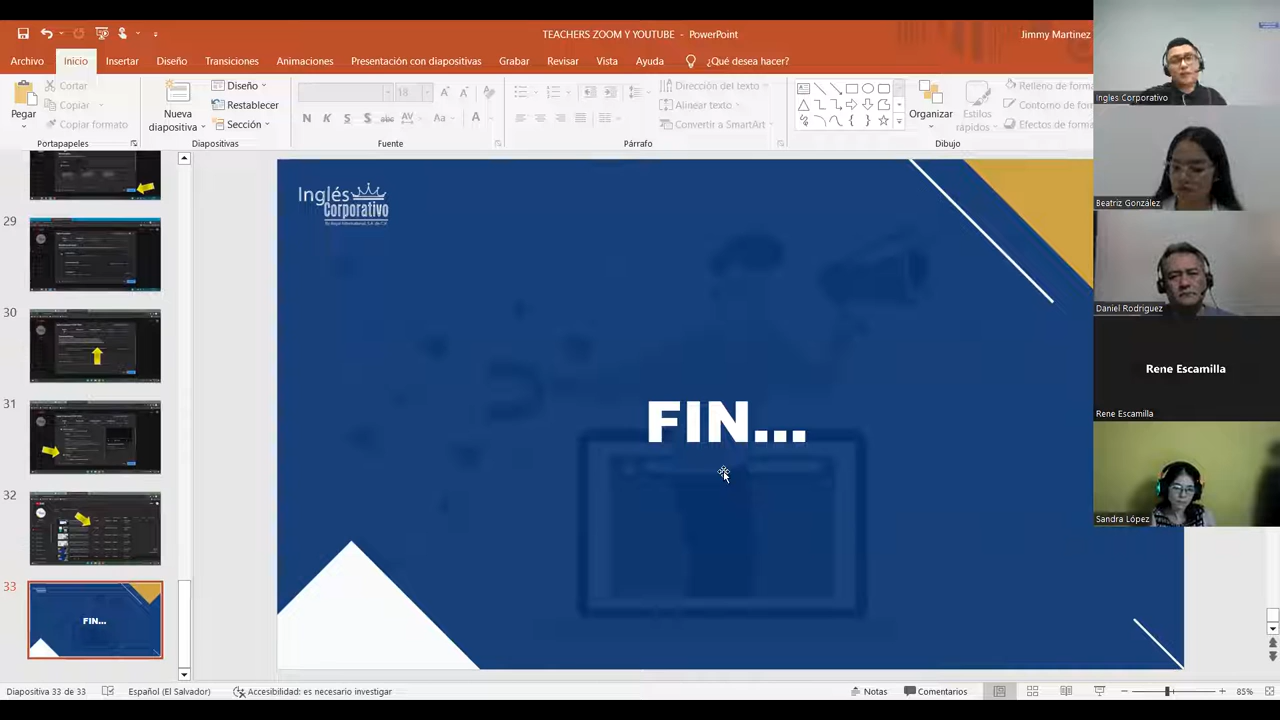 TEACHERS ZOOM Y YOUTUBE - PowerPoint
Jimmy Martinez
Archivo Inicio Insertar Diseño Transiciones Animaciones Presentación con diapositivas Grabar Revisar Vista Ayuda ¿Qué desea hacer?
Pegar
Cortar
Copiar
Copiar formato
Portapapeles
Nueva
diapositiva
Diseño
Restablecer
Sección
Diapositivas
18
N K S S abc AV Aa A
Fuente
Dirección del texto
Alinear texto
Convertir a SmartArt
Párrafo
Organizar
Estilos
rápidos
Relleno de forma
Contorno de forma
Efectos de forma
Dibujo
29
30
31
32
33
FIN...
Inglés
Corporativo
FIN...
Ingles Corporativo
Beatriz González
Daniel Rodriguez
Rene Escamilla
Rene Escamilla
Sandra López
Diapositiva 33 de 33
Español (El Salvador)
Accesibilidad: es necesario investigar
Notas
Comentarios
85%